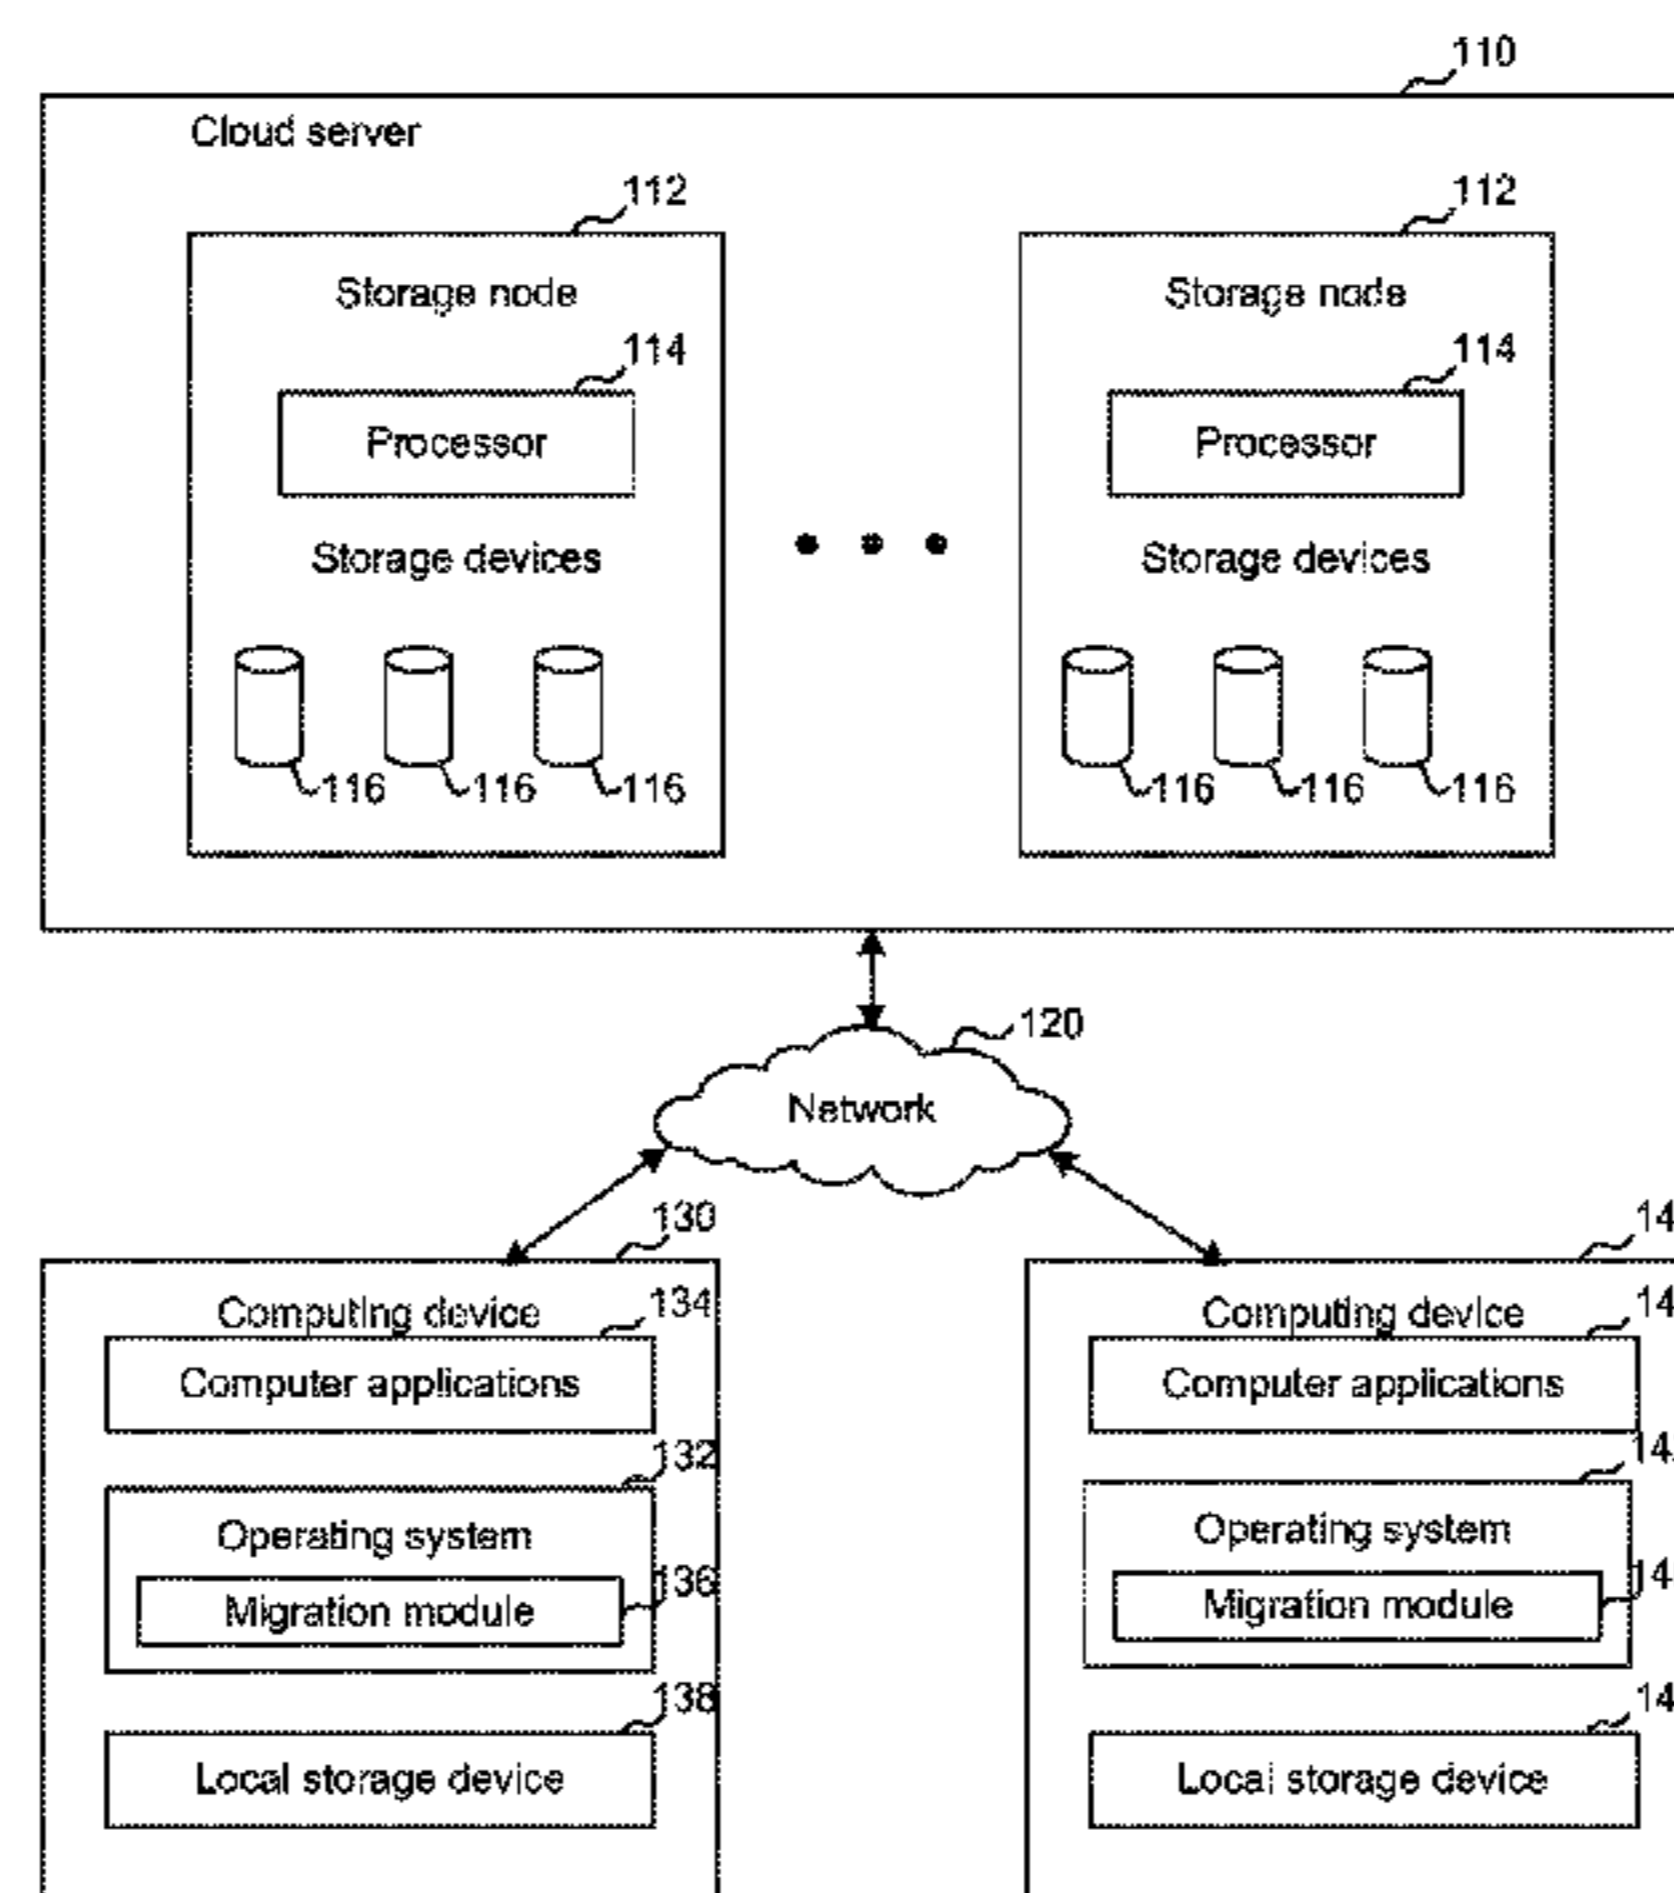 110
Cloud server
112 112
Storage node Storage node
114 114
Processor Processor
Storage devices Storage devices
116 116 116 116 116 116
120
Network
130
Computing device Computing device
134
Computer applications Computer applications
132
Operating system Operating system
136
Migration module Migration module
138
Local storage device Local storage device